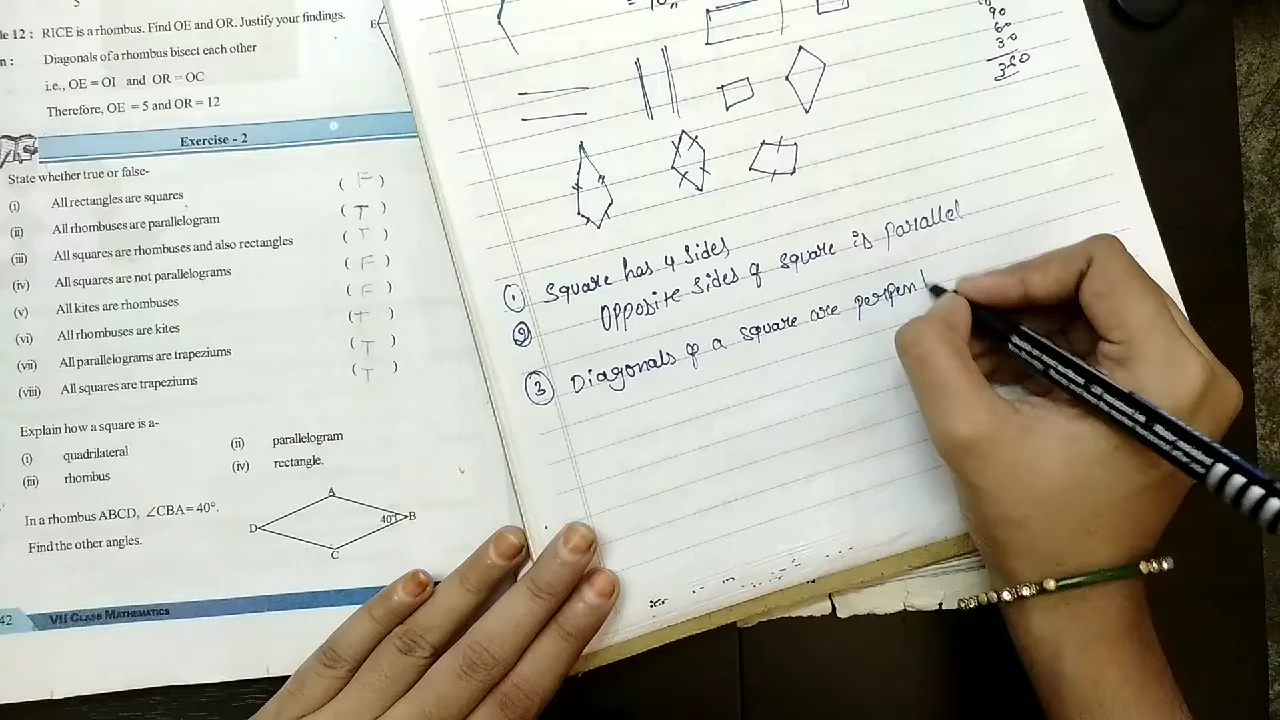 le 12 : RICE is a rhombus. Find OE and OR. Justify your findings.
n : Diagonals of a rhombus bisect each other
i.e., OE = OI and OR = OC
Therefore, OE = 5 and OR = 12
E
Exercise - 2
State whether true or false-
(i) All rectangles are squares ( F )
(ii) All rhombuses are parallelogram ( T )
(iii) All squares are rhombuses and also rectangles ( T )
(iv) All squares are not parallelograms ( F )
(v) All kites are rhombuses ( F )
(vi) All rhombuses are kites ( T )
(vii) All parallelograms are trapeziums ( T )
(viii) All squares are trapeziums ( T )
Explain how a square is a-
(i) quadrilateral (ii) parallelogram
(iii) rhombus (iv) rectangle.
In a rhombus ABCD, ∠CBA = 40°.
Find the other angles.
A
D 40° B
C
42 VII Class Mathematics
90
60
30
360
① Square has 4 sides
② Opposite sides of square is parallel
③ Diagonals of a square are perpen